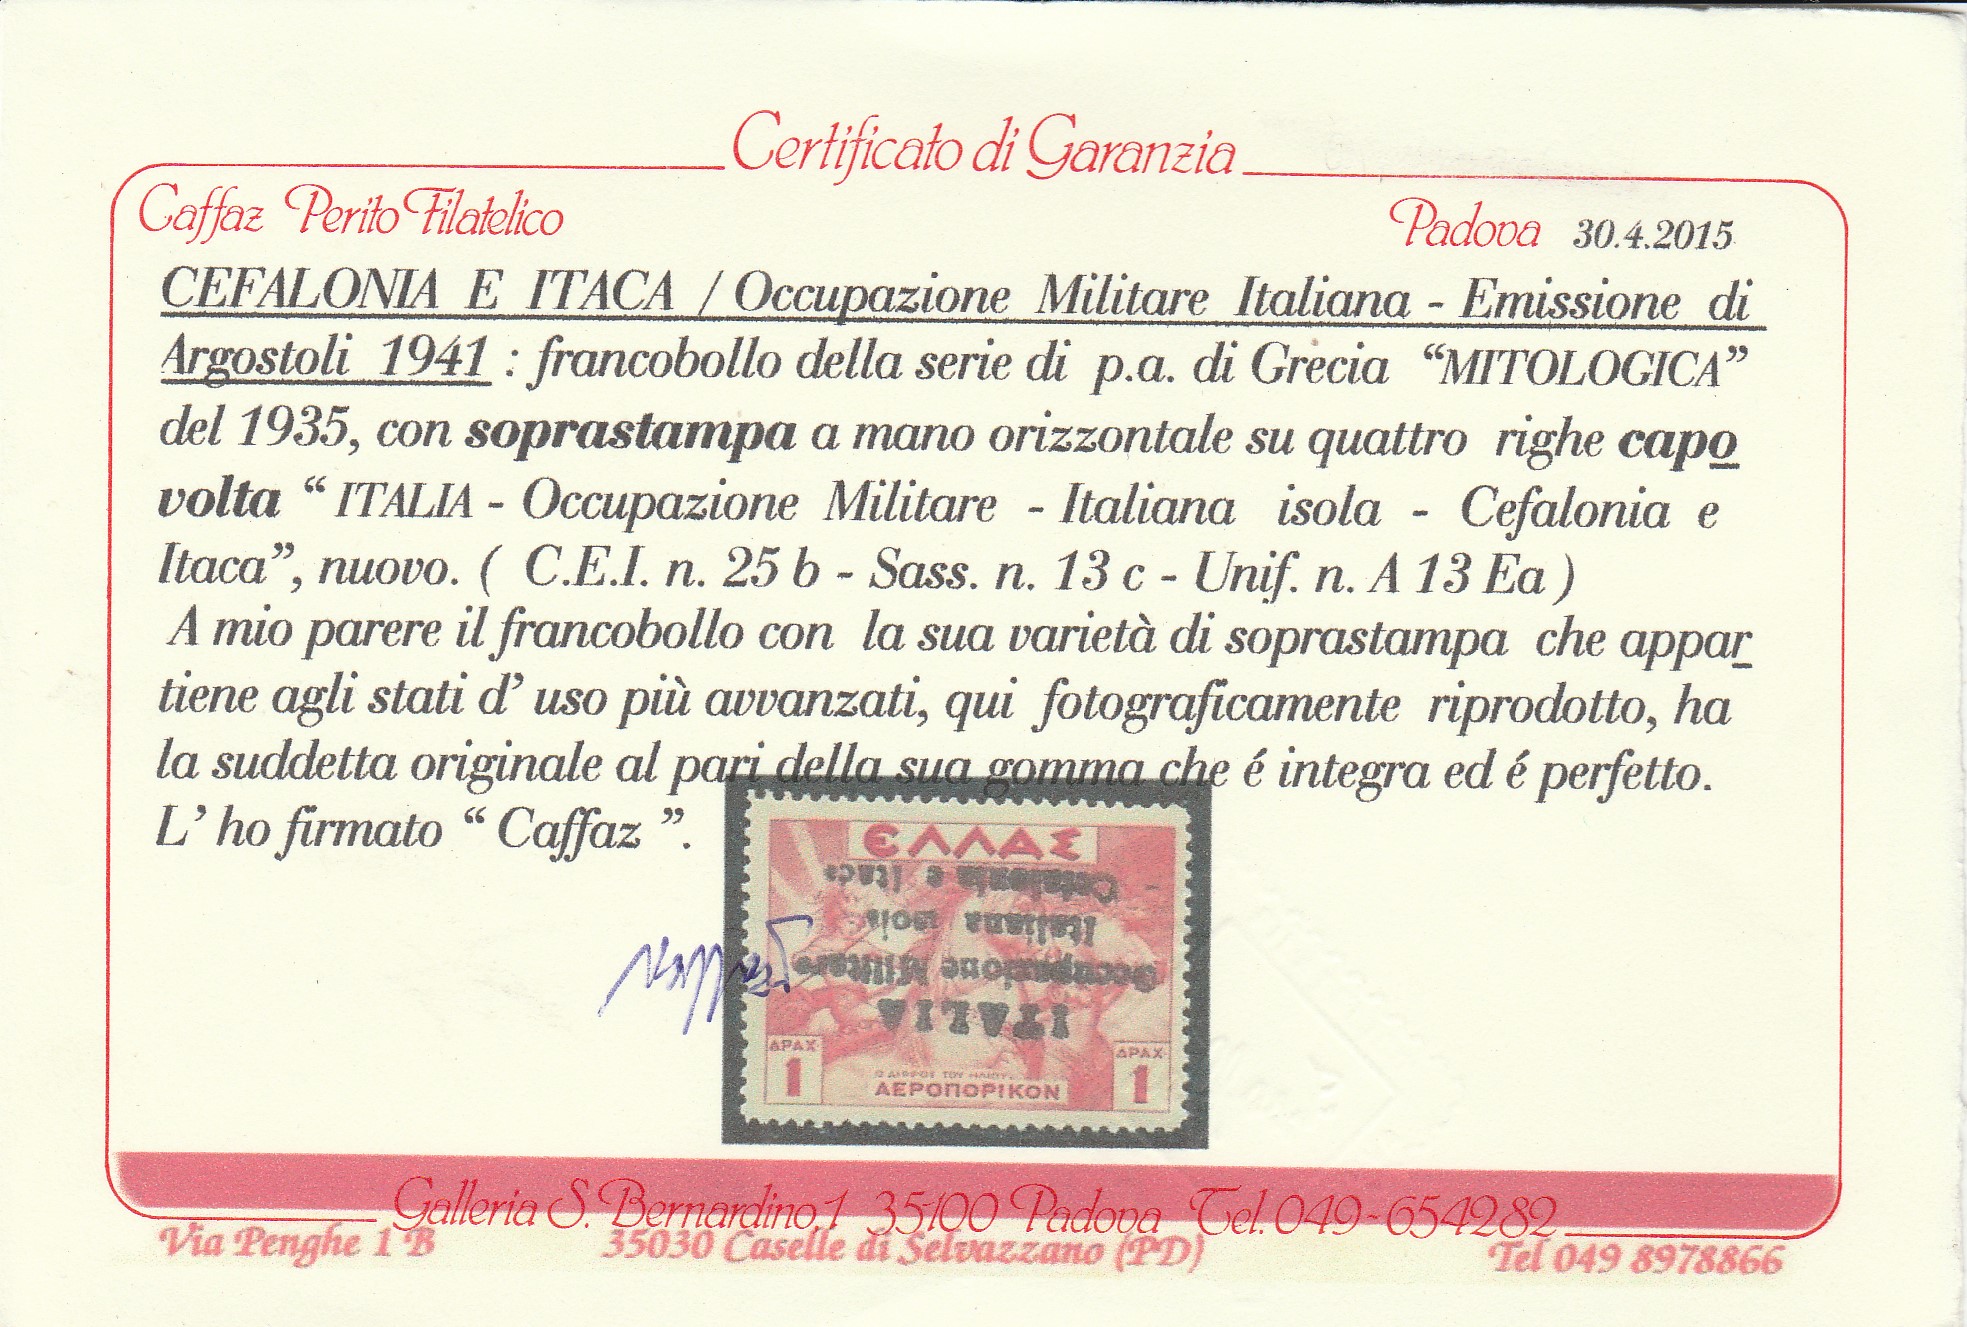 Certificato di Garanzia
Caffaz Perito Filatelico Padova 30.4.2015
CEFALONIA E ITACA / Occupazione Militare Italiana - Emissione di
Argostoli 1941 : francobollo della serie di p.a. di Grecia “MITOLOGICA”
del 1935, con soprastampa a mano orizzontale su quattro righe capo
volta “ ITALIA - Occupazione Militare - Italiana isola - Cefalonia e
Itaca”, nuovo. ( C.E.I. n. 25 b - Sass. n. 13 c - Unif. n. A 13 Ea )
A mio parere il francobollo con la sua varietà di soprastampa che appar
tiene agli stati d’ uso più avvanzati, qui fotograficamente riprodotto, ha
la suddetta originale al pari della sua gomma che é integra ed é perfetto.
L’ ho firmato “ Caffaz ”.
ΕΛΛΑΣ
ITALIA
Occupazione Militare
Italiana isola
Cefalonia e Itaca
ΔΡΑΧ ΔΡΑΧ
1 1
Ο ΔΙΦΡΟΣ ΤΟΥ ΗΛΙΟΥ
ΑΕΡΟΠΟΡΙΚΟΝ
Galleria S. Bernardino, 1 35100 Padova Tel. 049-654282
Via Penghe 1 B 35030 Caselle di Selvazzano (PD) Tel 049 8978866